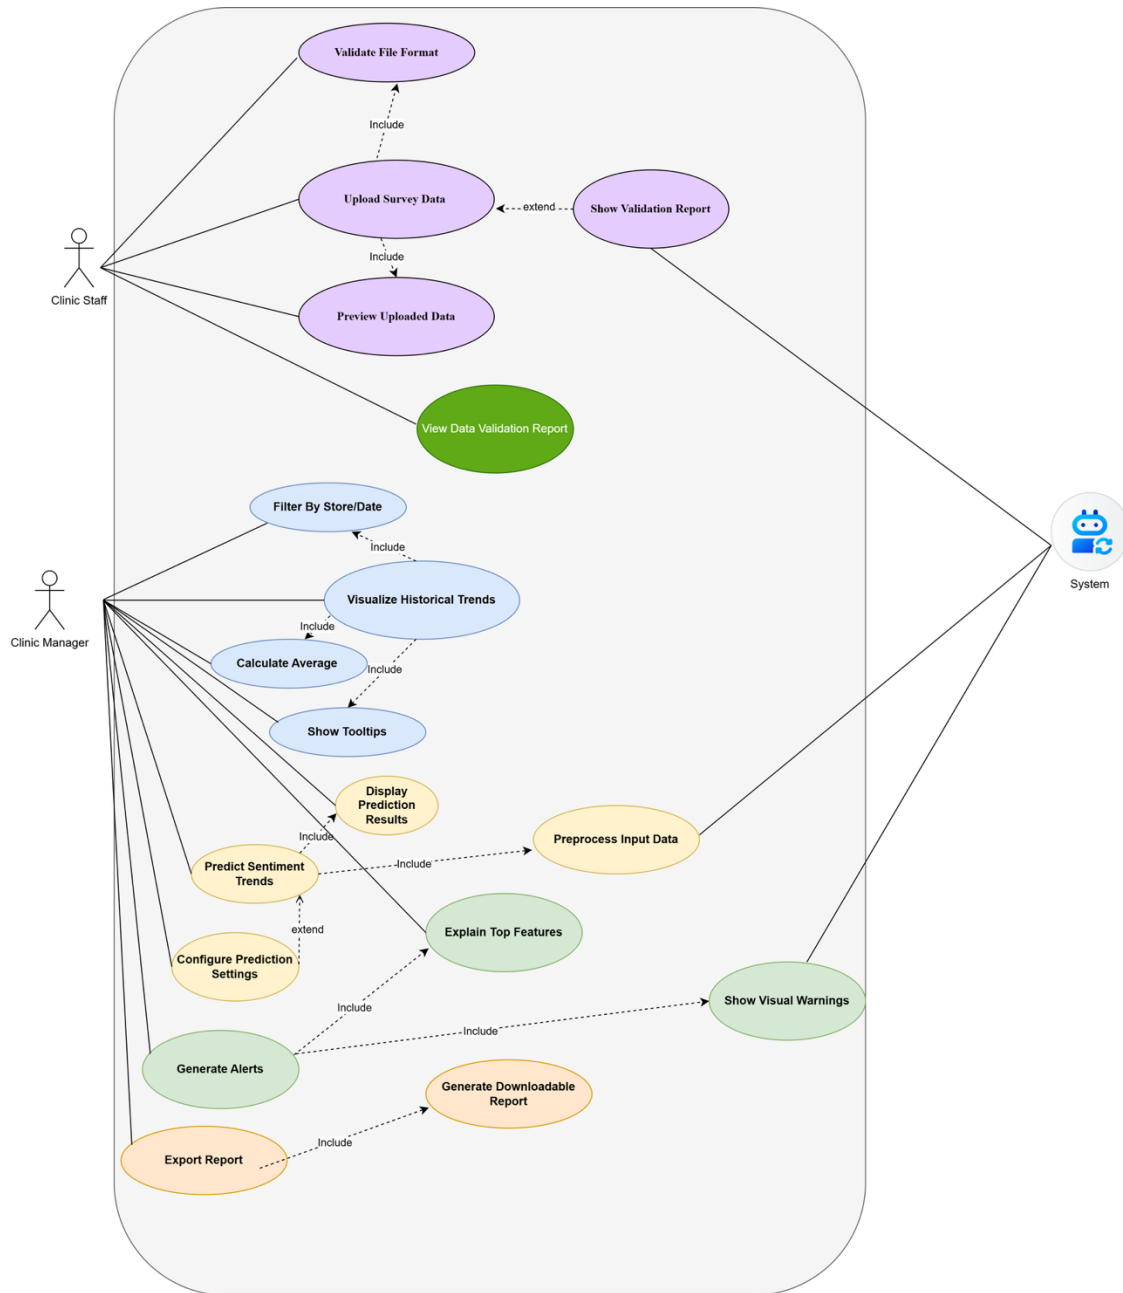 Validate File Format
Include
Upload Survey Data
extend
Show Validation Report
Include
Clinic Staff
Preview Uploaded Data
View Data Validation Report
Filter By Store/Date
Include
Visualize Historical Trends
Clinic Manager
Include
Calculate Average
Include
Show Tooltips
System
Display
Prediction
Results
Include
Preprocess Input Data
Predict Sentiment
Trends
Include
extend
Explain Top Features
Configure Prediction
Settings
Include
Show Visual Warnings
Include
Generate Alerts
Generate Downloadable
Report
Include
Export Report